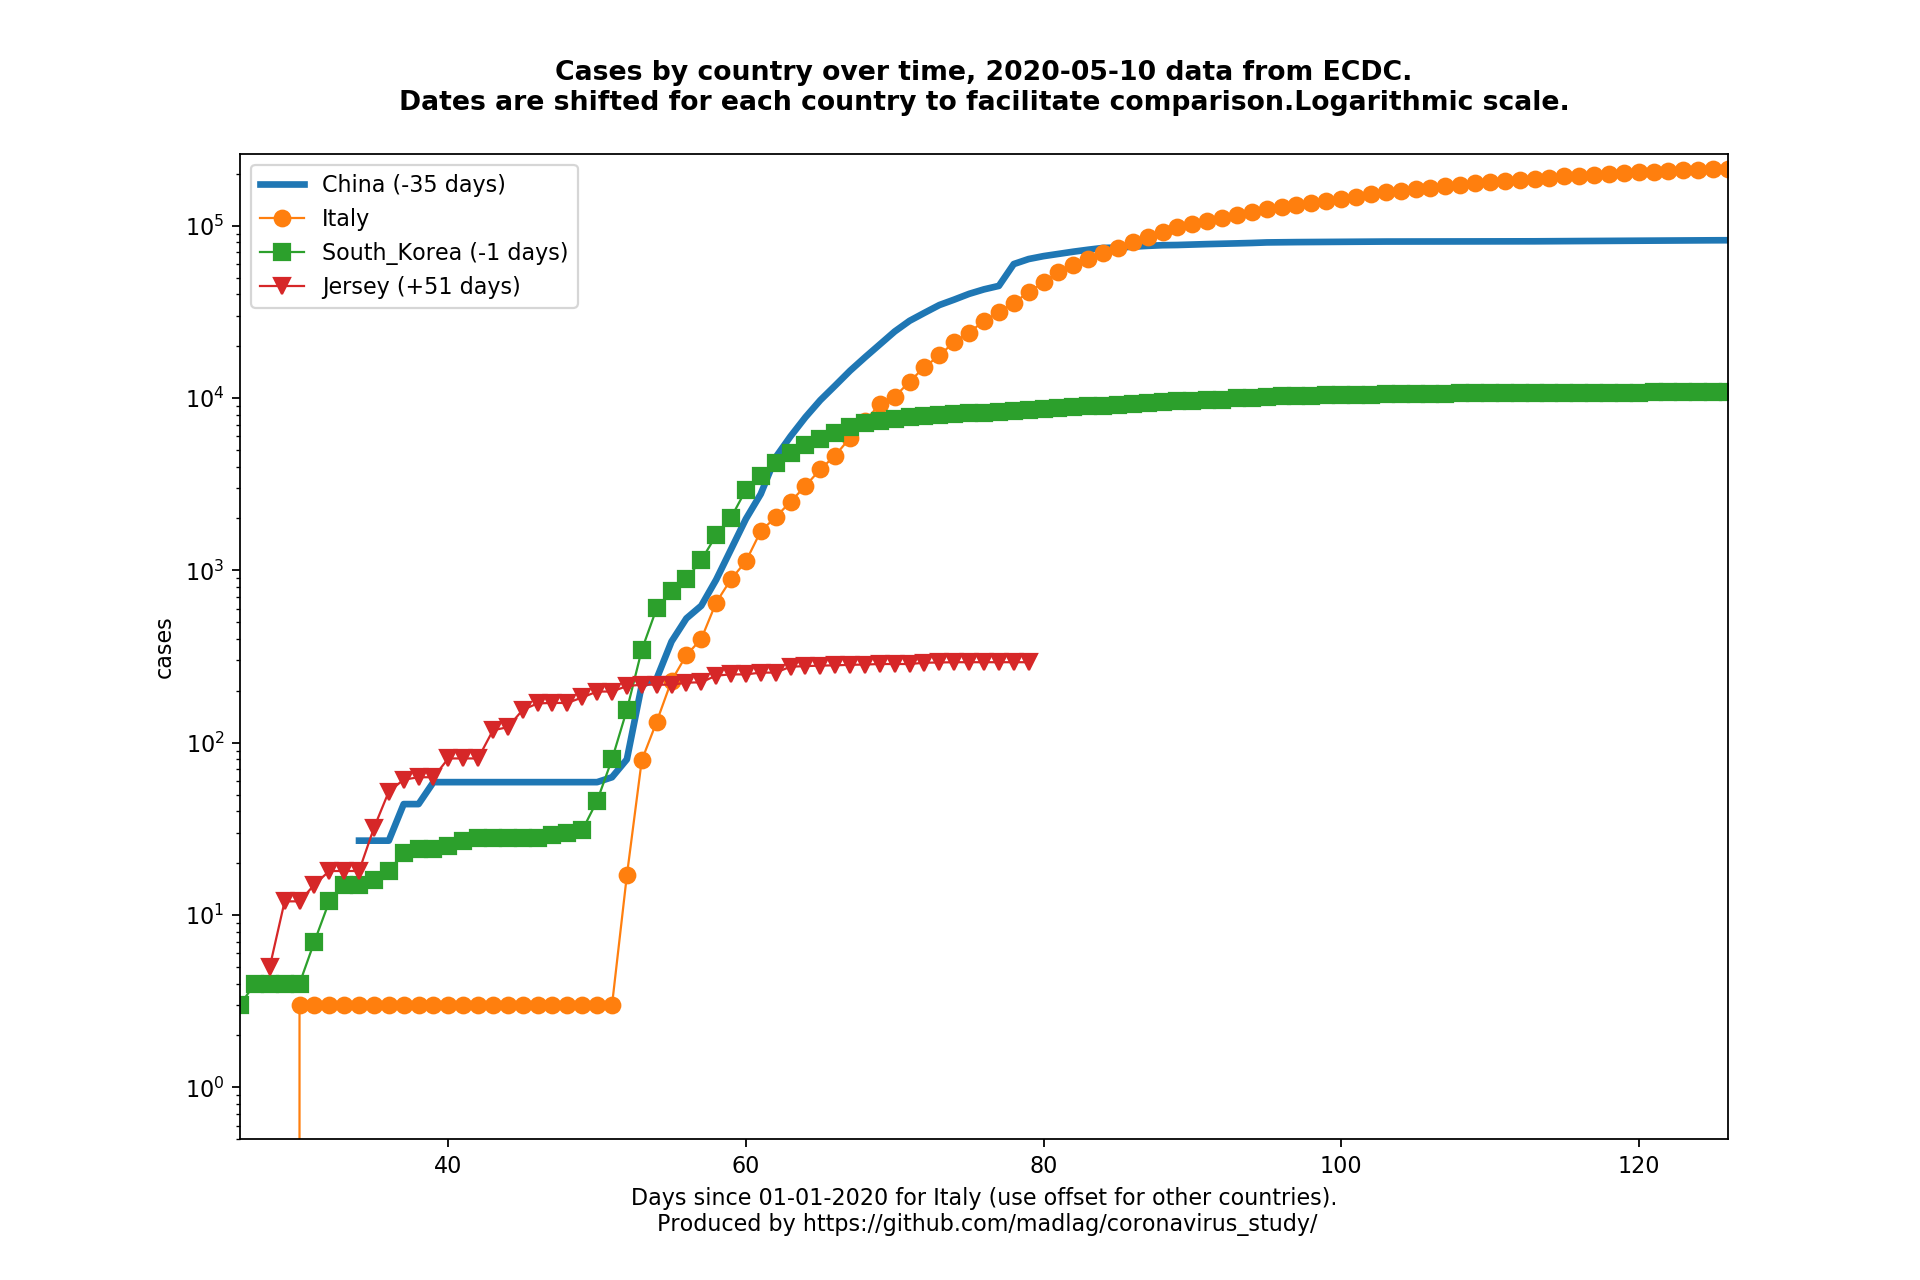 Cases by country over time, 2020-05-10 data from ECDC.
Dates are shifted for each country to facilitate comparison.Logarithmic scale.
China (-35 days)
Italy
South_Korea (-1 days)
Jersey (+51 days)
10^5
10^4
10^3
10^2
10^1
10^0
cases
40 60 80 100 120
Days since 01-01-2020 for Italy (use offset for other countries).
Produced by https://github.com/madlag/coronavirus_study/